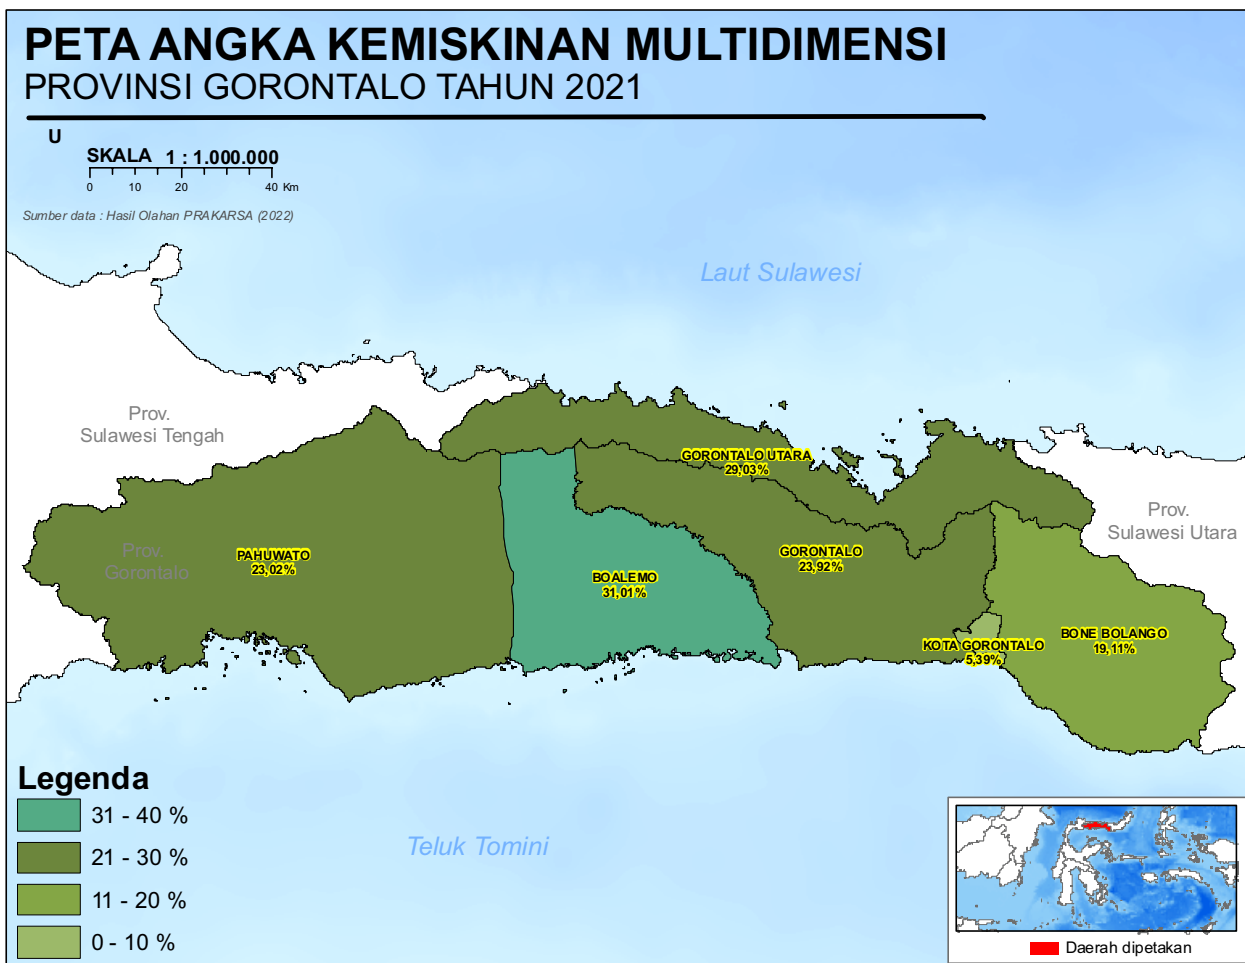 PETA ANGKA KEMISKINAN MULTIDIMENSI
PROVINSI GORONTALO TAHUN 2021
U
SKALA 1 : 1.000.000
0 10 20 40 Km
Sumber data : Hasil Olahan PRAKARSA (2022)
Laut Sulawesi
Prov.
Sulawesi Tengah
GORONTALO UTARA
29,03%
Prov.
Sulawesi Utara
Prov.
Gorontalo
PAHUWATO
23,02%
GORONTALO
23,92%
BOALEMO
31,01%
KOTA GORONTALO
5,39%
BONE BOLANGO
19,11%
Legenda
31 - 40 %
21 - 30 %
11 - 20 %
0 - 10 %
Teluk Tomini
Daerah dipetakan